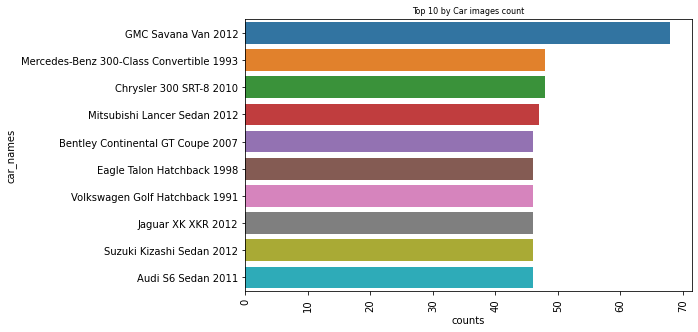 Top 10 by Car images count
GMC Savana Van 2012
Mercedes-Benz 300-Class Convertible 1993
Chrysler 300 SRT-8 2010
Mitsubishi Lancer Sedan 2012
Bentley Continental GT Coupe 2007
Eagle Talon Hatchback 1998
Volkswagen Golf Hatchback 1991
Jaguar XK XKR 2012
Suzuki Kizashi Sedan 2012
Audi S6 Sedan 2011
car_names
0 10 20 30 40 50 60 70
counts